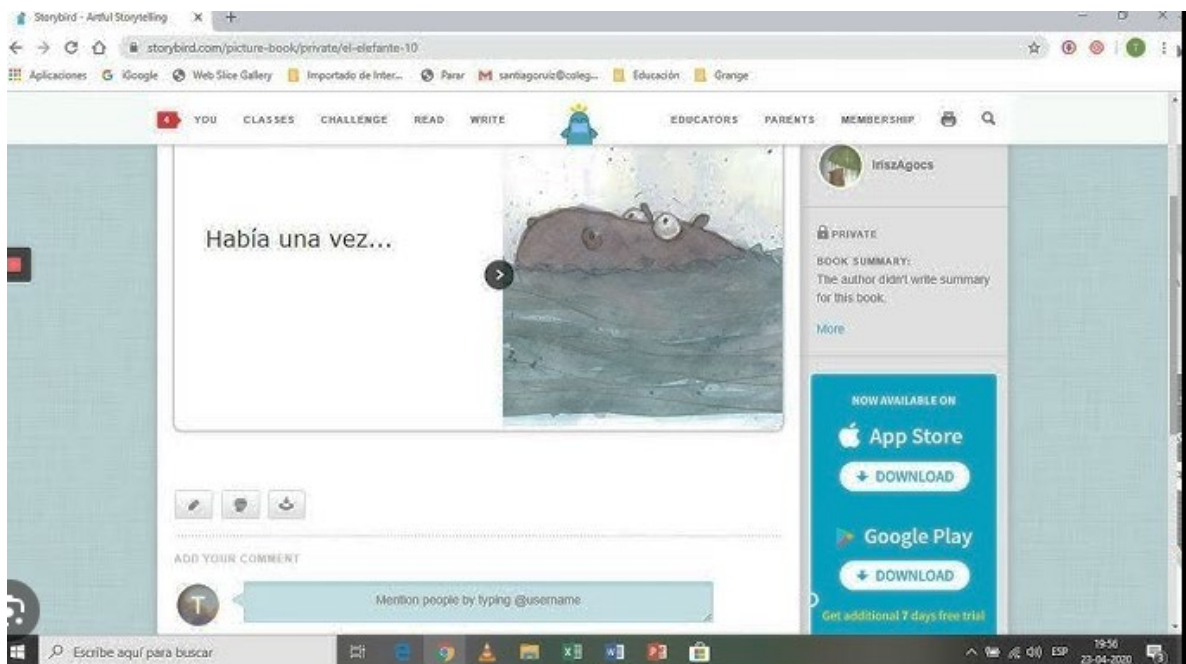 Storybird - Artful Storytelling
storybird.com/picture-book/private/el-elefante-10
Aplicaciones Google Web Slice Gallery Importado de Inter... Parar santiagoruiz@coleg... Educación Grange
4 YOU CLASSES CHALLENGE READ WRITE EDUCATORS PARENTS MEMBERSHIP
IriszAgocs
Había una vez...
PRIVATE
BOOK SUMMARY:
The author didn't write summary
for this book.
More
NOW AVAILABLE ON
App Store
DOWNLOAD
Google Play
DOWNLOAD
Get additional 7 days free trial
ADD YOUR COMMENT
T
Mention people by typing @username
Escribe aquí para buscar
ESP
19:56
23-04-2020